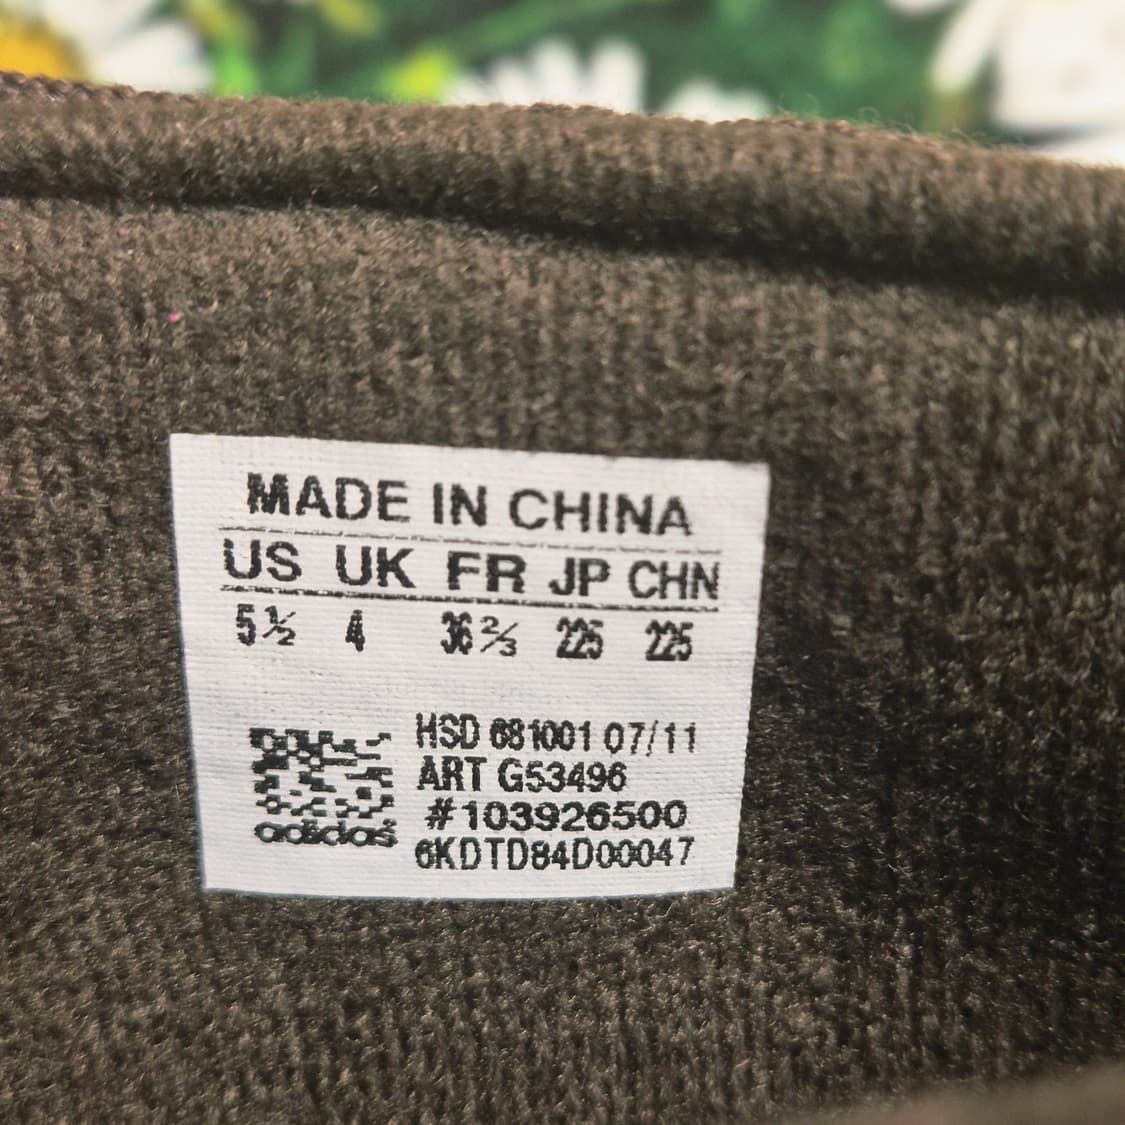 MADE IN CHINA
US UK FR JP CHN
5½ 4 36⅔ 225 225
HSD 681001 07/11
ART G53496
#103926500
adidas
6KDTD84D00047